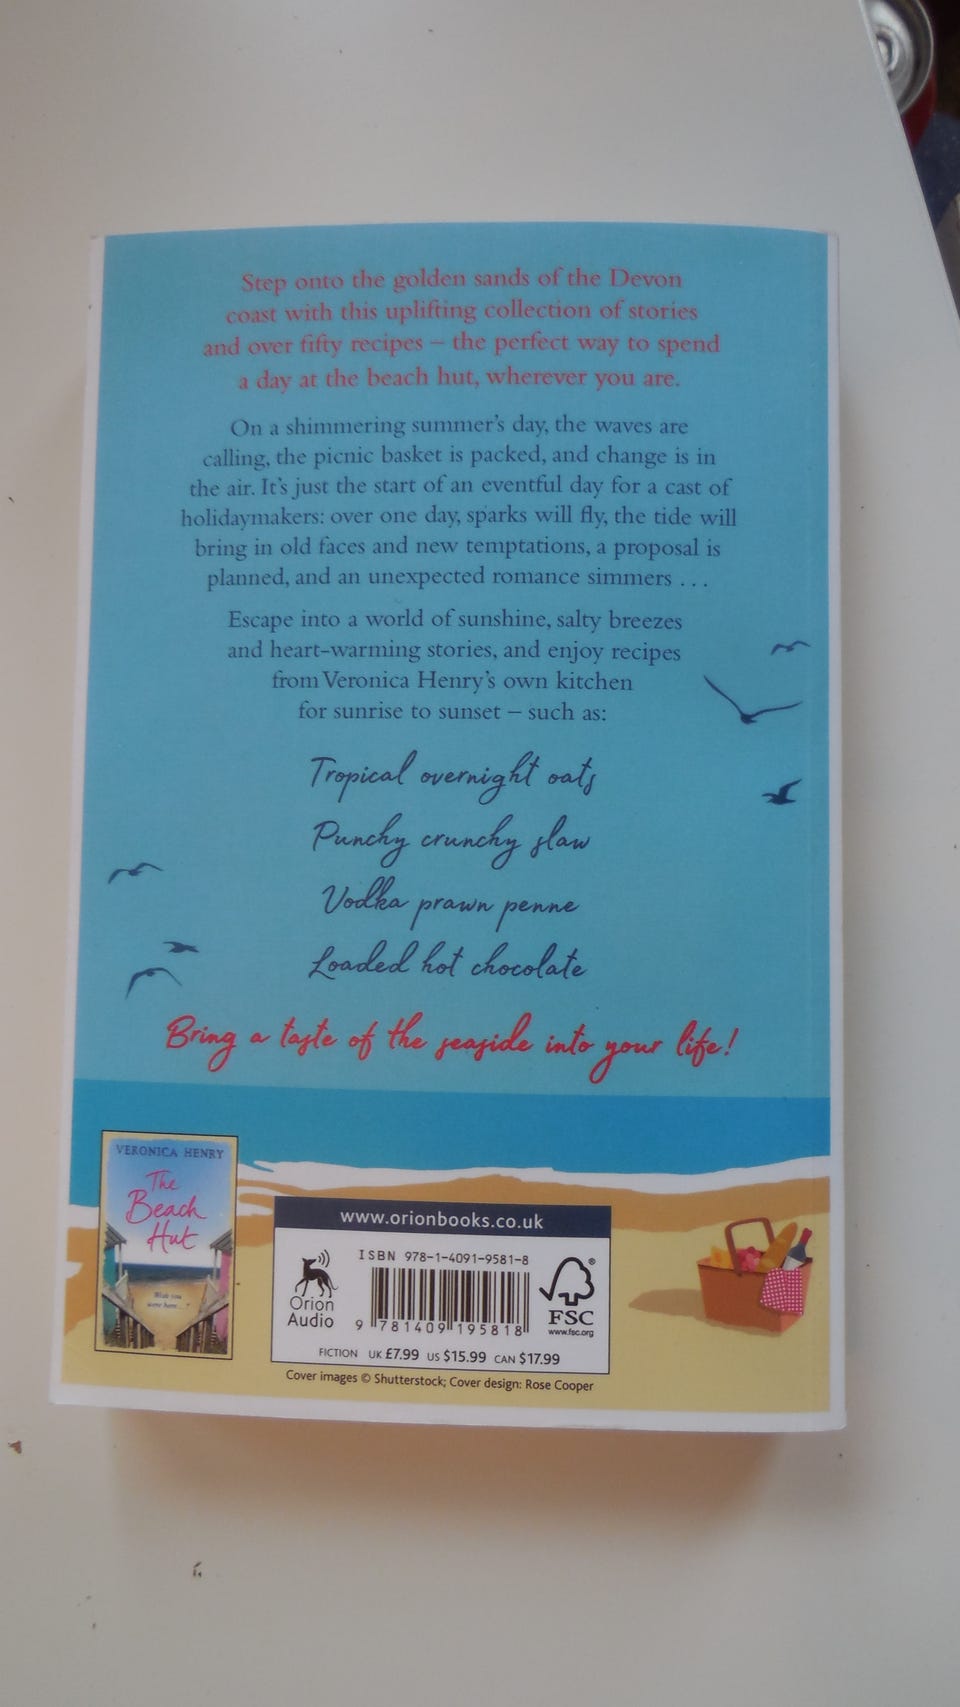 Step onto the golden sands of the Devon
coast with this uplifting collection of stories
and over fifty recipes – the perfect way to spend
a day at the beach hut, wherever you are.
On a shimmering summer's day, the waves are
calling, the picnic basket is packed, and change is in
the air. It's just the start of an eventful day for a cast of
holidaymakers: over one day, sparks will fly, the tide will
bring in old faces and new temptations, a proposal is
planned, and an unexpected romance simmers . . .
Escape into a world of sunshine, salty breezes
and heart-warming stories, and enjoy recipes
from Veronica Henry's own kitchen
for sunrise to sunset – such as:
Tropical overnight oats
Punchy crunchy slaw
Vodka prawn penne
Loaded hot chocolate
Bring a taste of the seaside into your life!
VERONICA HENRY
The
Beach
Hut
Wish you
were here...
www.orionbooks.co.uk
ISBN 978-1-4091-9581-8
Orion
Audio
9 781409 195818
FSC
www.fsc.org
FICTION UK £7.99 US $15.99 CAN $17.99
Cover images © Shutterstock; Cover design: Rose Cooper